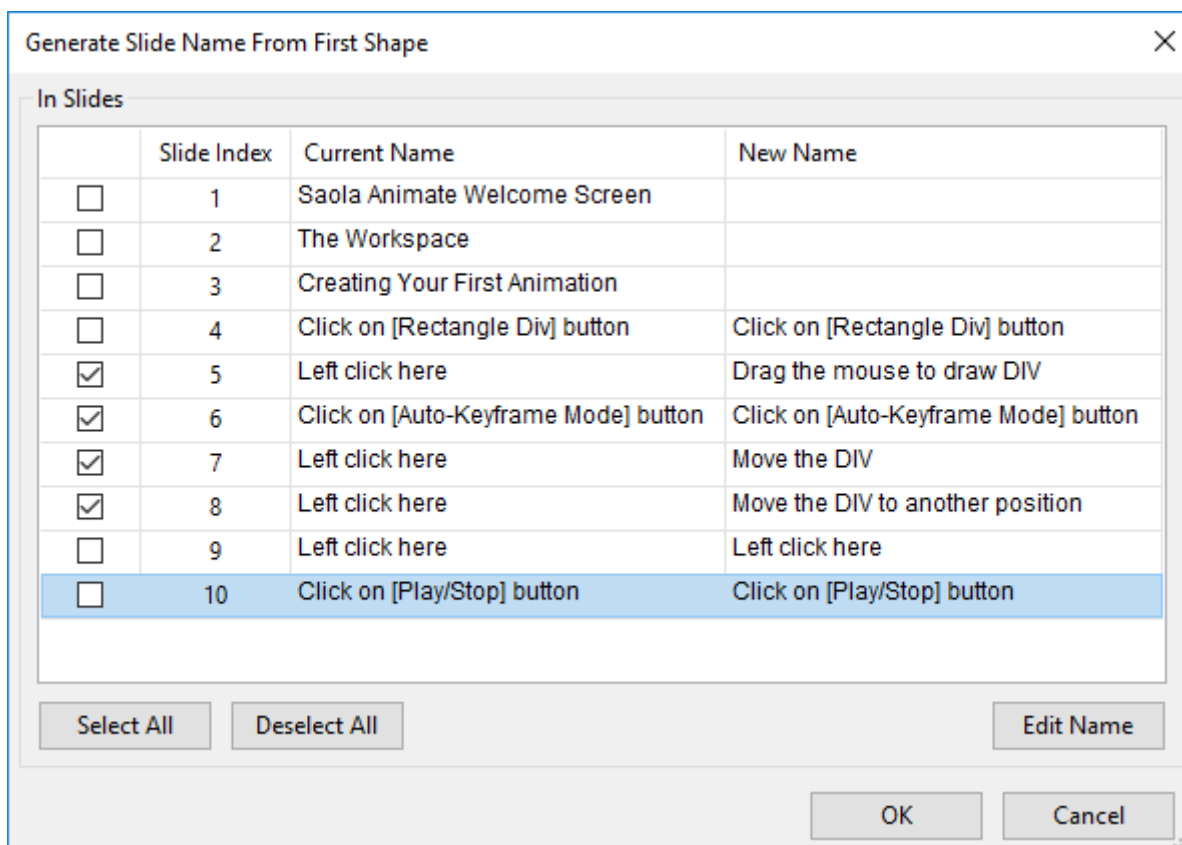 Generate Slide Name From First Shape
In Slides
Slide Index Current Name New Name
1 Saola Animate Welcome Screen
2 The Workspace
3 Creating Your First Animation
4 Click on [Rectangle Div] button Click on [Rectangle Div] button
5 Left click here Drag the mouse to draw DIV
6 Click on [Auto-Keyframe Mode] button Click on [Auto-Keyframe Mode] button
7 Left click here Move the DIV
8 Left click here Move the DIV to another position
9 Left click here Left click here
10 Click on [Play/Stop] button Click on [Play/Stop] button
Select All Deselect All Edit Name
OK Cancel